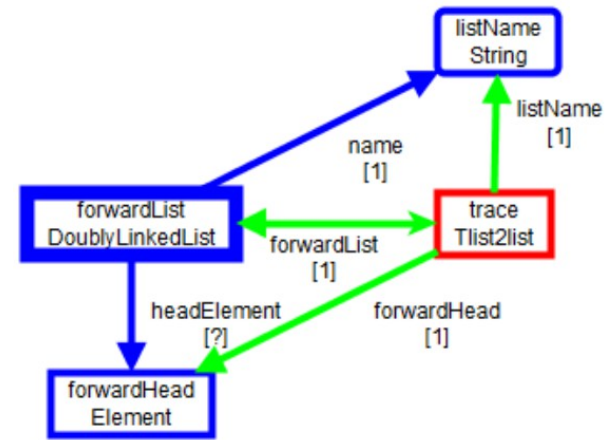 listName
String
listName
[1]
name
[1]
forwardList
DoublyLinkedList
trace
Tlist2list
forwardList
[1]
headElement
[?]
forwardHead
[1]
forwardHead
Element